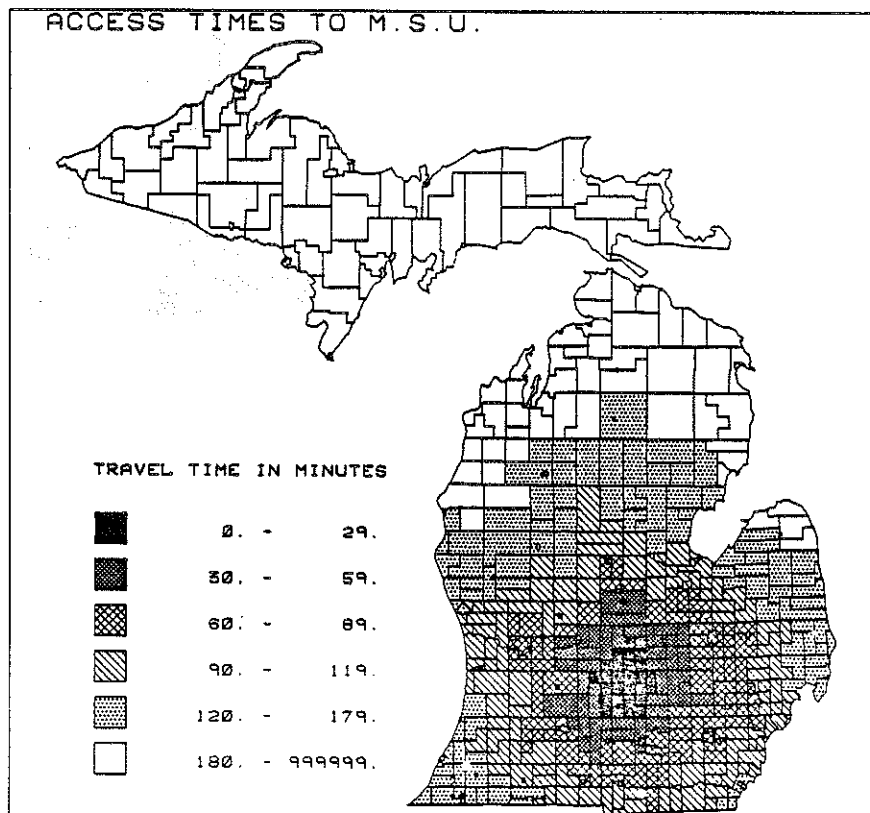 ACCESS TIMES TO M.S.U.
TRAVEL TIME IN MINUTES
0. - 29.
30. - 59.
60. - 89.
90. - 119.
120. - 179.
180. - 999999.